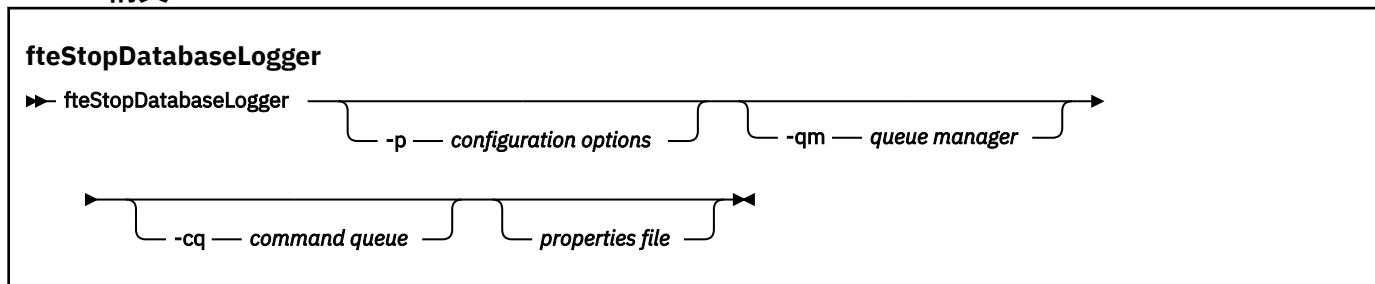 fteStopDatabaseLogger
fteStopDatabaseLogger -p configuration options -qm queue manager
-cq command queue properties file